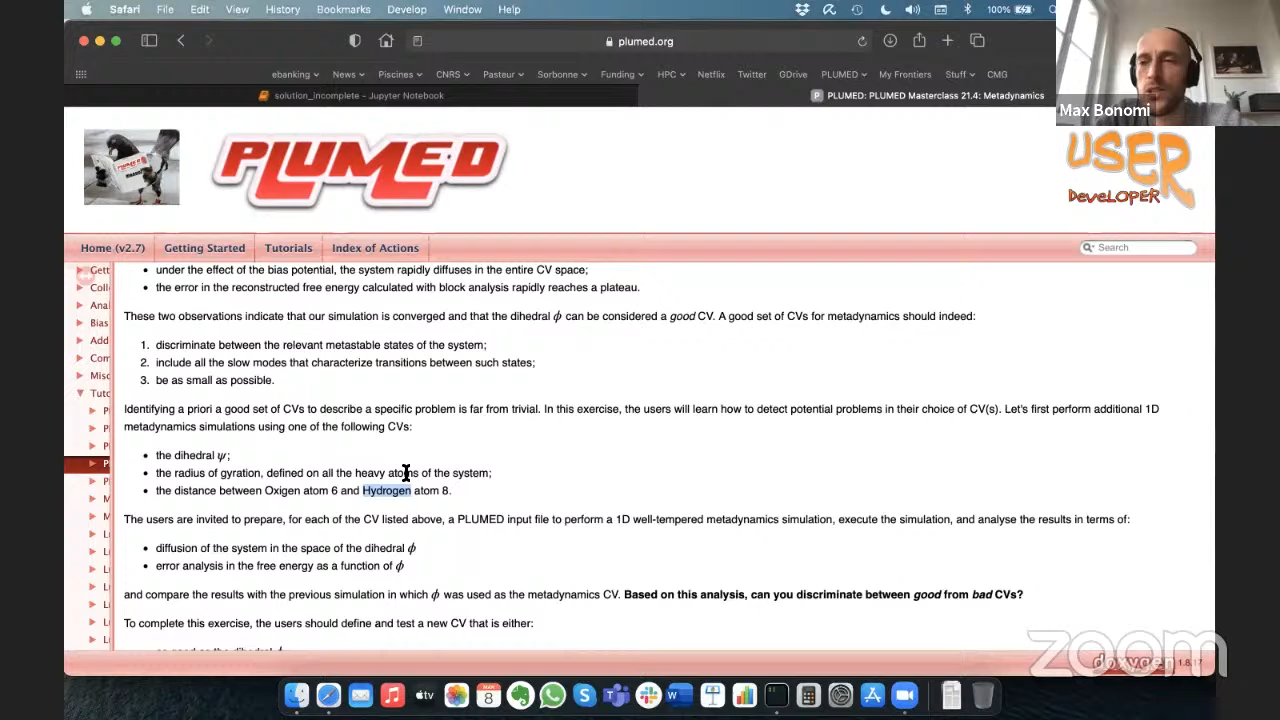 Safari File Edit View History Bookmarks Develop Window Help 100%
plumed.org
ebanking News Piscines CNRS Pasteur Sorbonne Funding HPC Netflix Twitter GDrive PLUMED My Frontiers Stuff CMG
solution_incomplete – Jupyter Notebook
P PLUMED: PLUMED Masterclass 21.4: Metadynamics
Max Bonomi
PLUMED
PLUMED
USER
DeveLOPER
Home (v2.7) Getting Started Tutorials Index of Actions Search
Gett
Coll
Anal
Bias
Add
Com
Misc
Tuto
under the effect of the bias potential, the system rapidly diffuses in the entire CV space;
the error in the reconstructed free energy calculated with block analysis rapidly reaches a plateau.
These two observations indicate that our simulation is converged and that the dihedral ϕ can be considered a good CV. A good set of CVs for metadynamics should indeed:
1. discriminate between the relevant metastable states of the system;
2. include all the slow modes that characterize transitions between such states;
3. be as small as possible.
Identifying a priori a good set of CVs to describe a specific problem is far from trivial. In this exercise, the users will learn how to detect potential problems in their choice of CV(s). Let's first perform additional 1D
metadynamics simulations using one of the following CVs:
the dihedral ψ;
the radius of gyration, defined on all the heavy atoms of the system;
the distance between Oxigen atom 6 and Hydrogen atom 8.
The users are invited to prepare, for each of the CV listed above, a PLUMED input file to perform a 1D well-tempered metadynamics simulation, execute the simulation, and analyse the results in terms of:
diffusion of the system in the space of the dihedral ϕ
error analysis in the free energy as a function of ϕ
and compare the results with the previous simulation in which ϕ was used as the metadynamics CV. Based on this analysis, can you discriminate between good from bad CVs?
To complete this exercise, the users should define and test a new CV that is either:
zoom
doxygen 1.8.17
MAR
8
tv